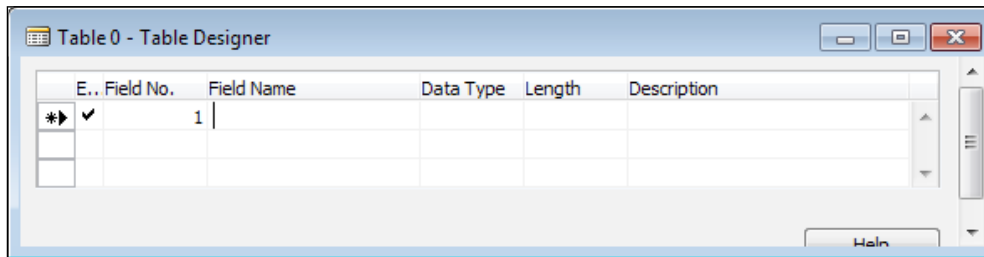 Table 0 - Table Designer
E.. Field No. Field Name Data Type Length Description
1
Help